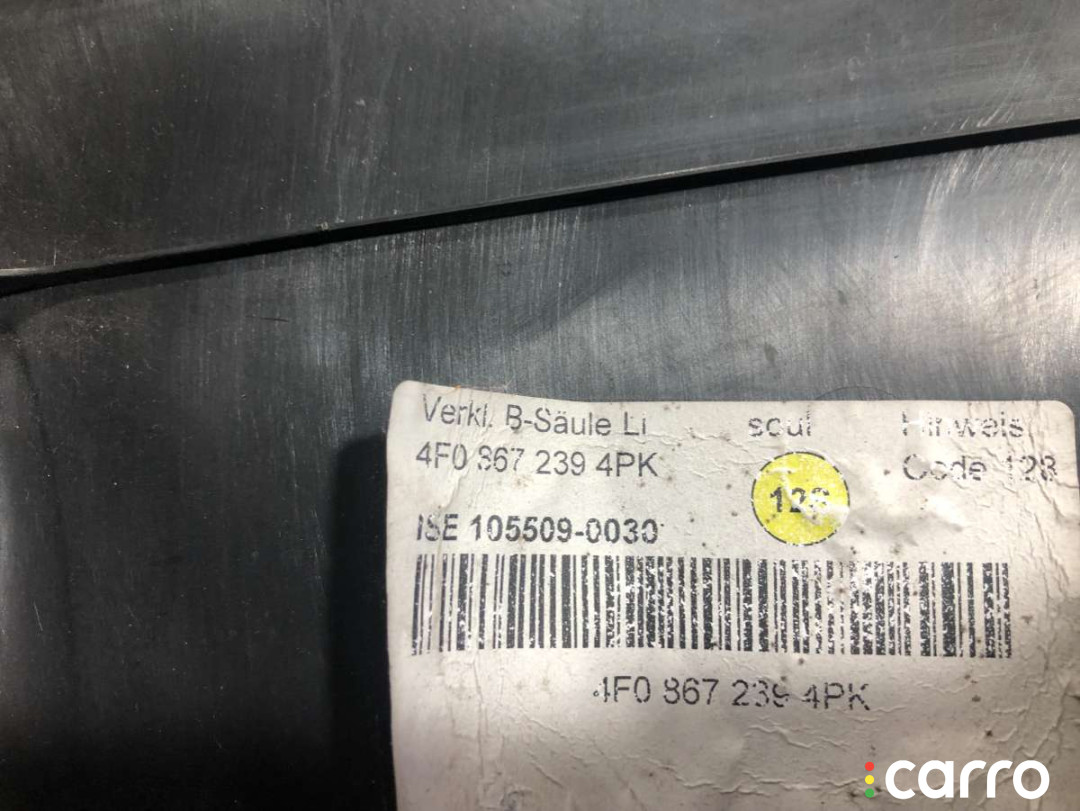 Verkl. B-Säule Li soul Hinweis
4F0 867 239 4PK Code 128
128
ISE 105509-0030
4F0 867 239 4PK
carro